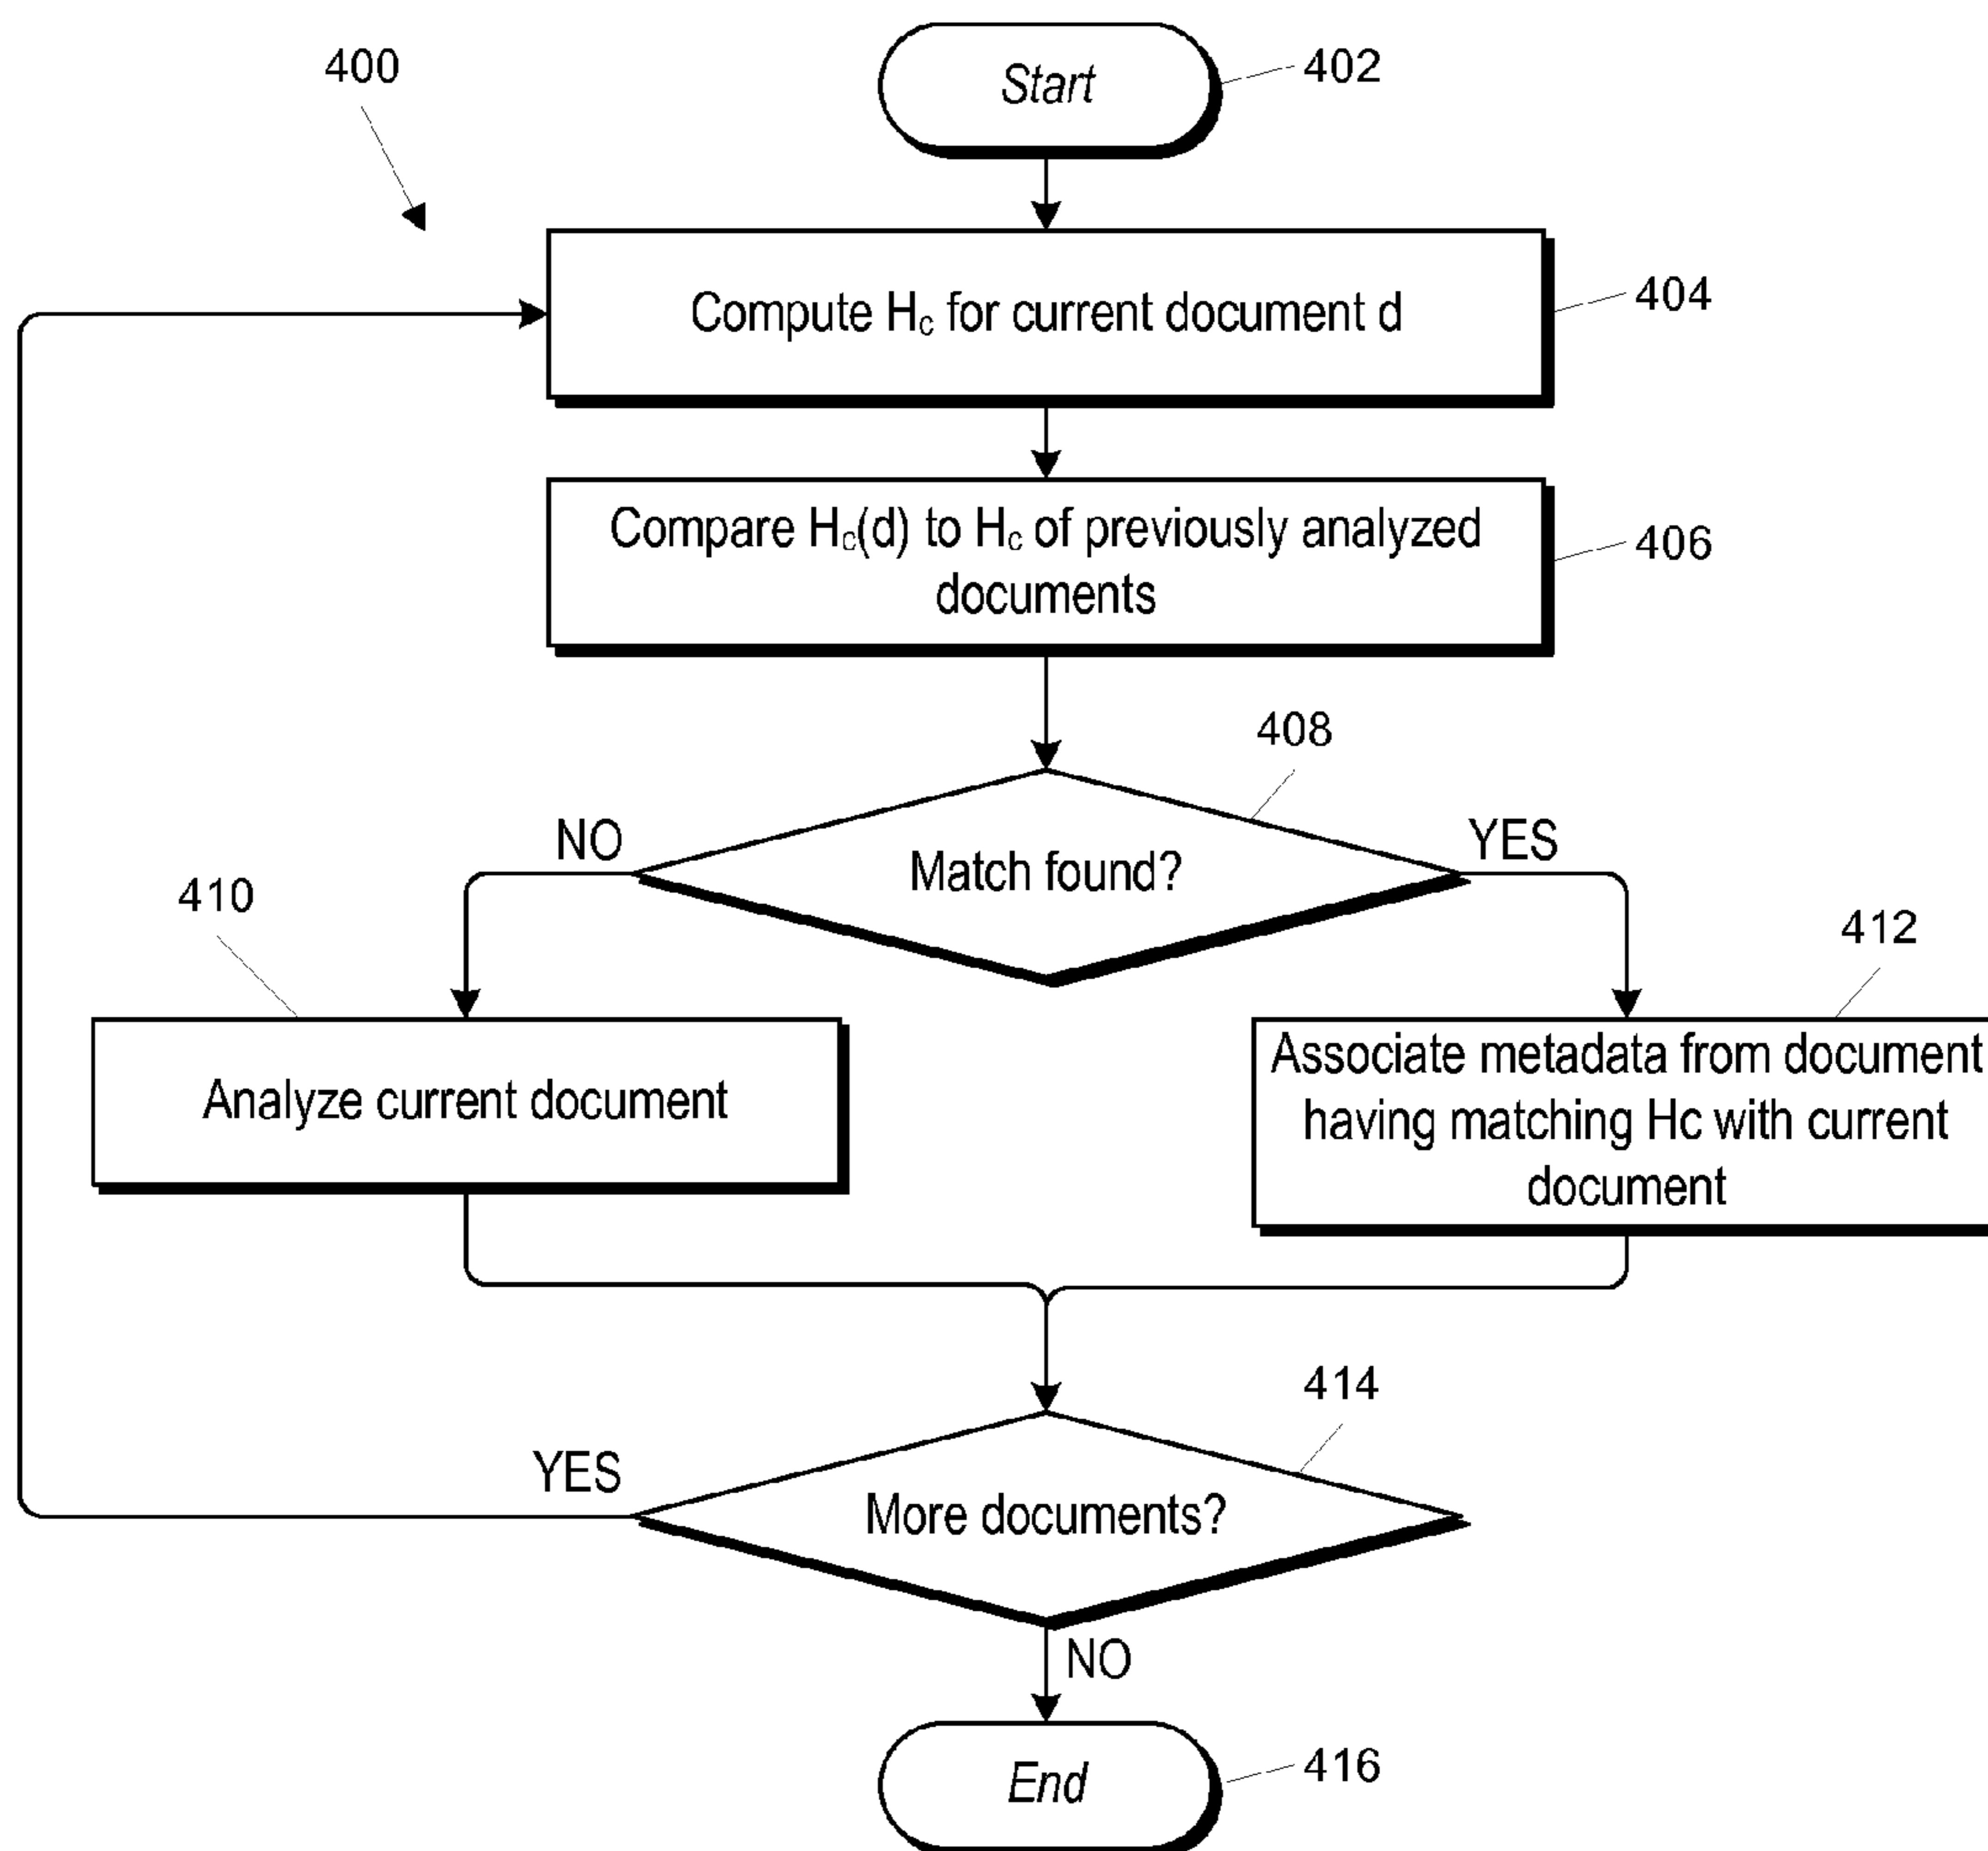 400
Start
402
Compute Hc for current document d
404
Compare Hc(d) to Hc of previously analyzed
documents
406
408
NO
Match found?
YES
410
412
Analyze current document
Associate metadata from document
having matching Hc with current
document
414
YES
More documents?
NO
End
416